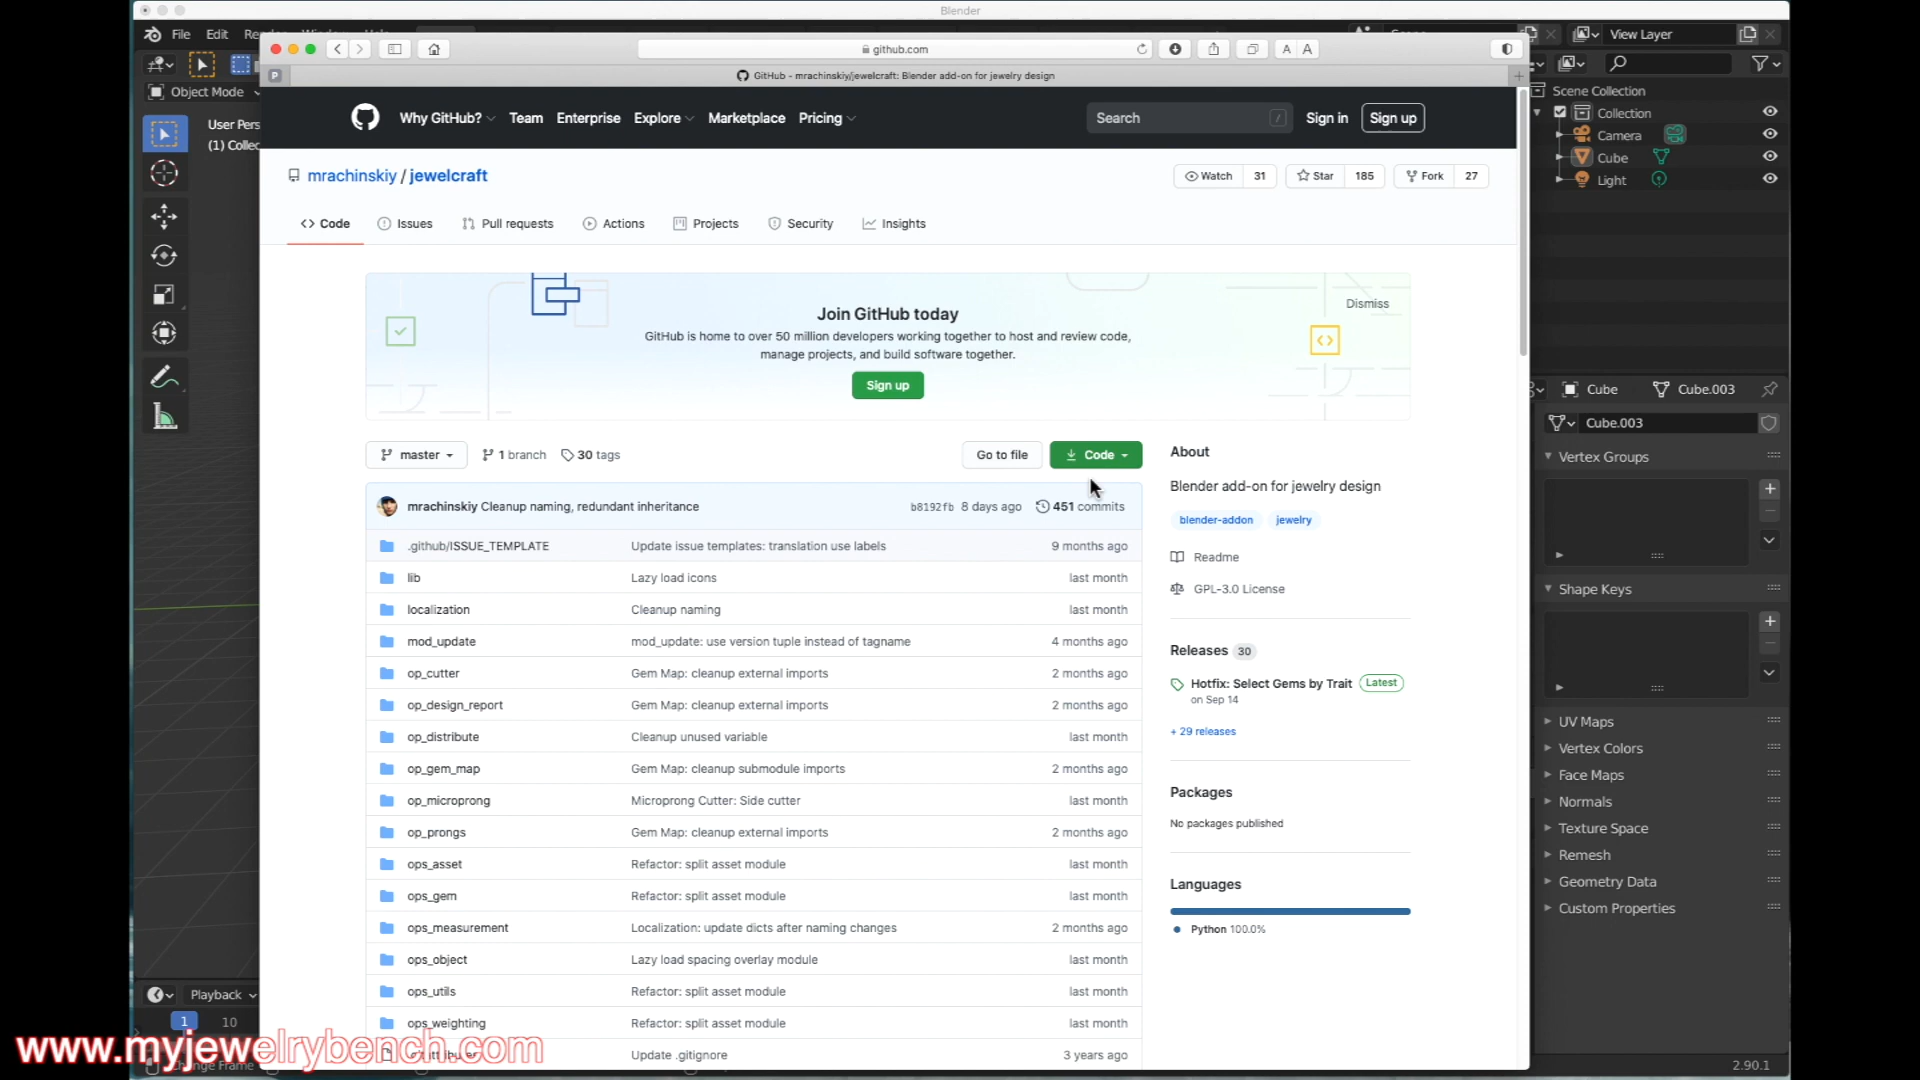 Blender
File Edit
View Layer
github.com
A A
P
GitHub - mrachinskiy/jewelcraft: Blender add-on for jewelry design
Object Mode
Scene Collection
Collection
Camera
Cube
Light
User Pers
(1) Collec
Why GitHub? Team Enterprise Explore Marketplace Pricing
Search /
Sign in Sign up
mrachinskiy / jewelcraft
Watch 31 Star 185 Fork 27
Code Issues Pull requests Actions Projects Security Insights
Join GitHub today
Dismiss
GitHub is home to over 50 million developers working together to host and review code,
manage projects, and build software together.
Sign up
Cube Cube.003
Cube.003
Vertex Groups
Shape Keys
UV Maps
Vertex Colors
Face Maps
Normals
Texture Space
Remesh
Geometry Data
Custom Properties
master 1 branch 30 tags Go to file Code
mrachinskiy Cleanup naming, redundant inheritance b8192fb 8 days ago 451 commits
.github/ISSUE_TEMPLATE Update issue templates: translation use labels 9 months ago
lib Lazy load icons last month
localization Cleanup naming last month
mod_update mod_update: use version tuple instead of tagname 4 months ago
op_cutter Gem Map: cleanup external imports 2 months ago
op_design_report Gem Map: cleanup external imports 2 months ago
op_distribute Cleanup unused variable last month
op_gem_map Gem Map: cleanup submodule imports 2 months ago
op_microprong Microprong Cutter: Side cutter last month
op_prongs Gem Map: cleanup external imports 2 months ago
ops_asset Refactor: split asset module last month
ops_gem Refactor: split asset module last month
ops_measurement Localization: update dicts after naming changes 2 months ago
ops_object Lazy load spacing overlay module last month
ops_utils Refactor: split asset module last month
ops_weighting Refactor: split asset module last month
Update .gitignore 3 years ago
About
Blender add-on for jewelry design
blender-addon jewelry
Readme
GPL-3.0 License
Releases 30
Hotfix: Select Gems by Trait Latest
on Sep 14
+ 29 releases
Packages
No packages published
Languages
Python 100.0%
Playback
1 10
www.myjewelrybench.com
Change Frame
2.90.1